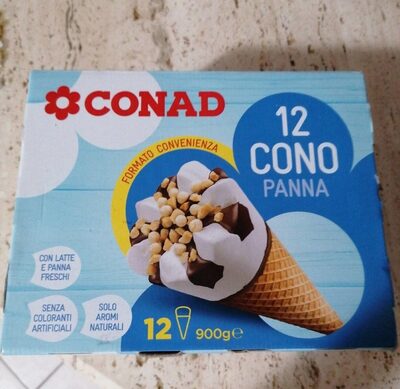 CONAD
12
CONO
PANNA
FORMATO CONVENIENZA
CON LATTE
E PANNA
FRESCHI
SENZA
COLORANTI
ARTIFICIALI
SOLO
AROMI
NATURALI
12 900g℮